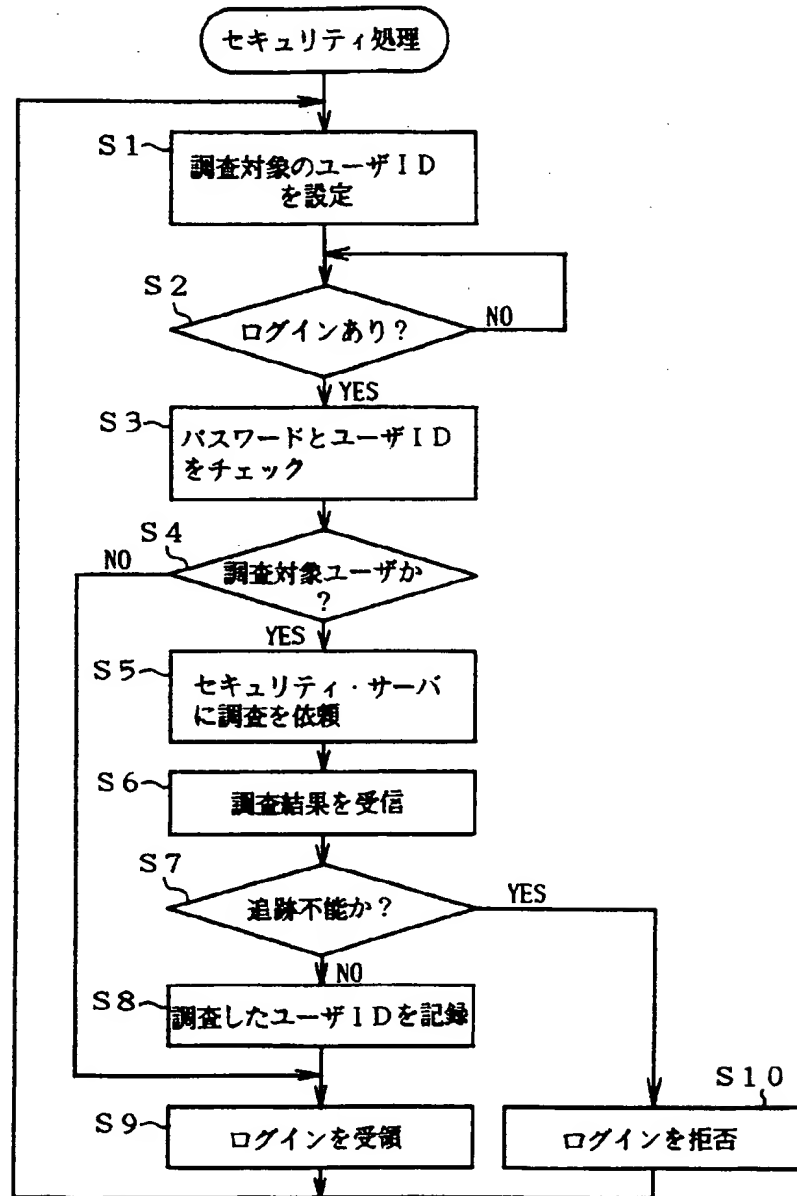 セキュリティ処理
S1
調査対象のユーザID
を設定
S2
ログインあり?
NO
YES
S3
パスワードとユーザID
をチェック
S4
NO
調査対象ユーザか
?
YES
S5
セキュリティ・サーバ
に調査を依頼
S6
調査結果を受信
S7
追跡不能か?
YES
NO
S8
調査したユーザIDを記録
S10
S9
ログインを受領
ログインを拒否